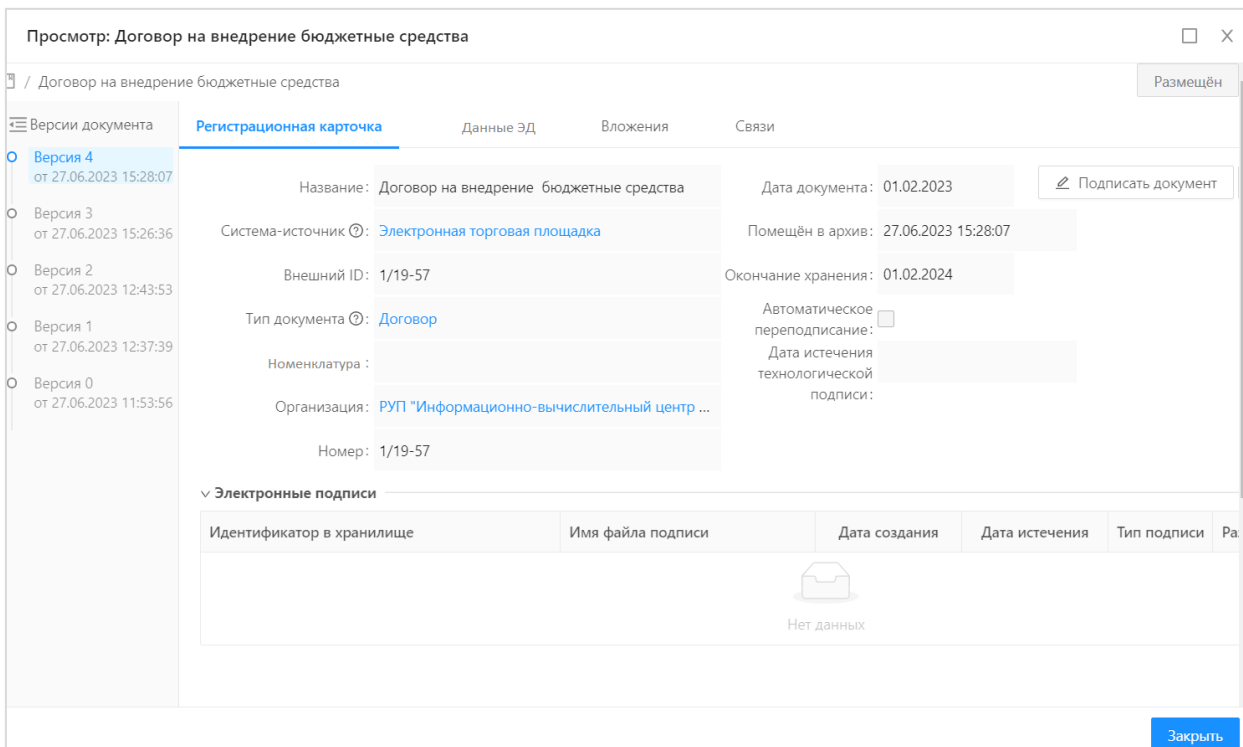 Просмотр: Договор на внедрение бюджетные средства
/ Договор на внедрение бюджетные средства
Размещён
Версии документа
Версия 4
от 27.06.2023 15:28:07
Версия 3
от 27.06.2023 15:26:36
Версия 2
от 27.06.2023 12:43:53
Версия 1
от 27.06.2023 12:37:39
Версия 0
от 27.06.2023 11:53:56
Регистрационная карточка Данные ЭД Вложения Связи
Название: Договор на внедрение бюджетные средства
Система-источник ?: Электронная торговая площадка
Внешний ID: 1/19-57
Тип документа ?: Договор
Номенклатура :
Организация: РУП "Информационно-вычислительный центр ...
Номер: 1/19-57
Дата документа: 01.02.2023
Помещён в архив: 27.06.2023 15:28:07
Окончание хранения: 01.02.2024
Автоматическое
переподписание:
Дата истечения
технологической
подписи:
Подписать документ
Электронные подписи
Идентификатор в хранилище Имя файла подписи Дата создания Дата истечения Тип подписи
Нет данных
Закрыть